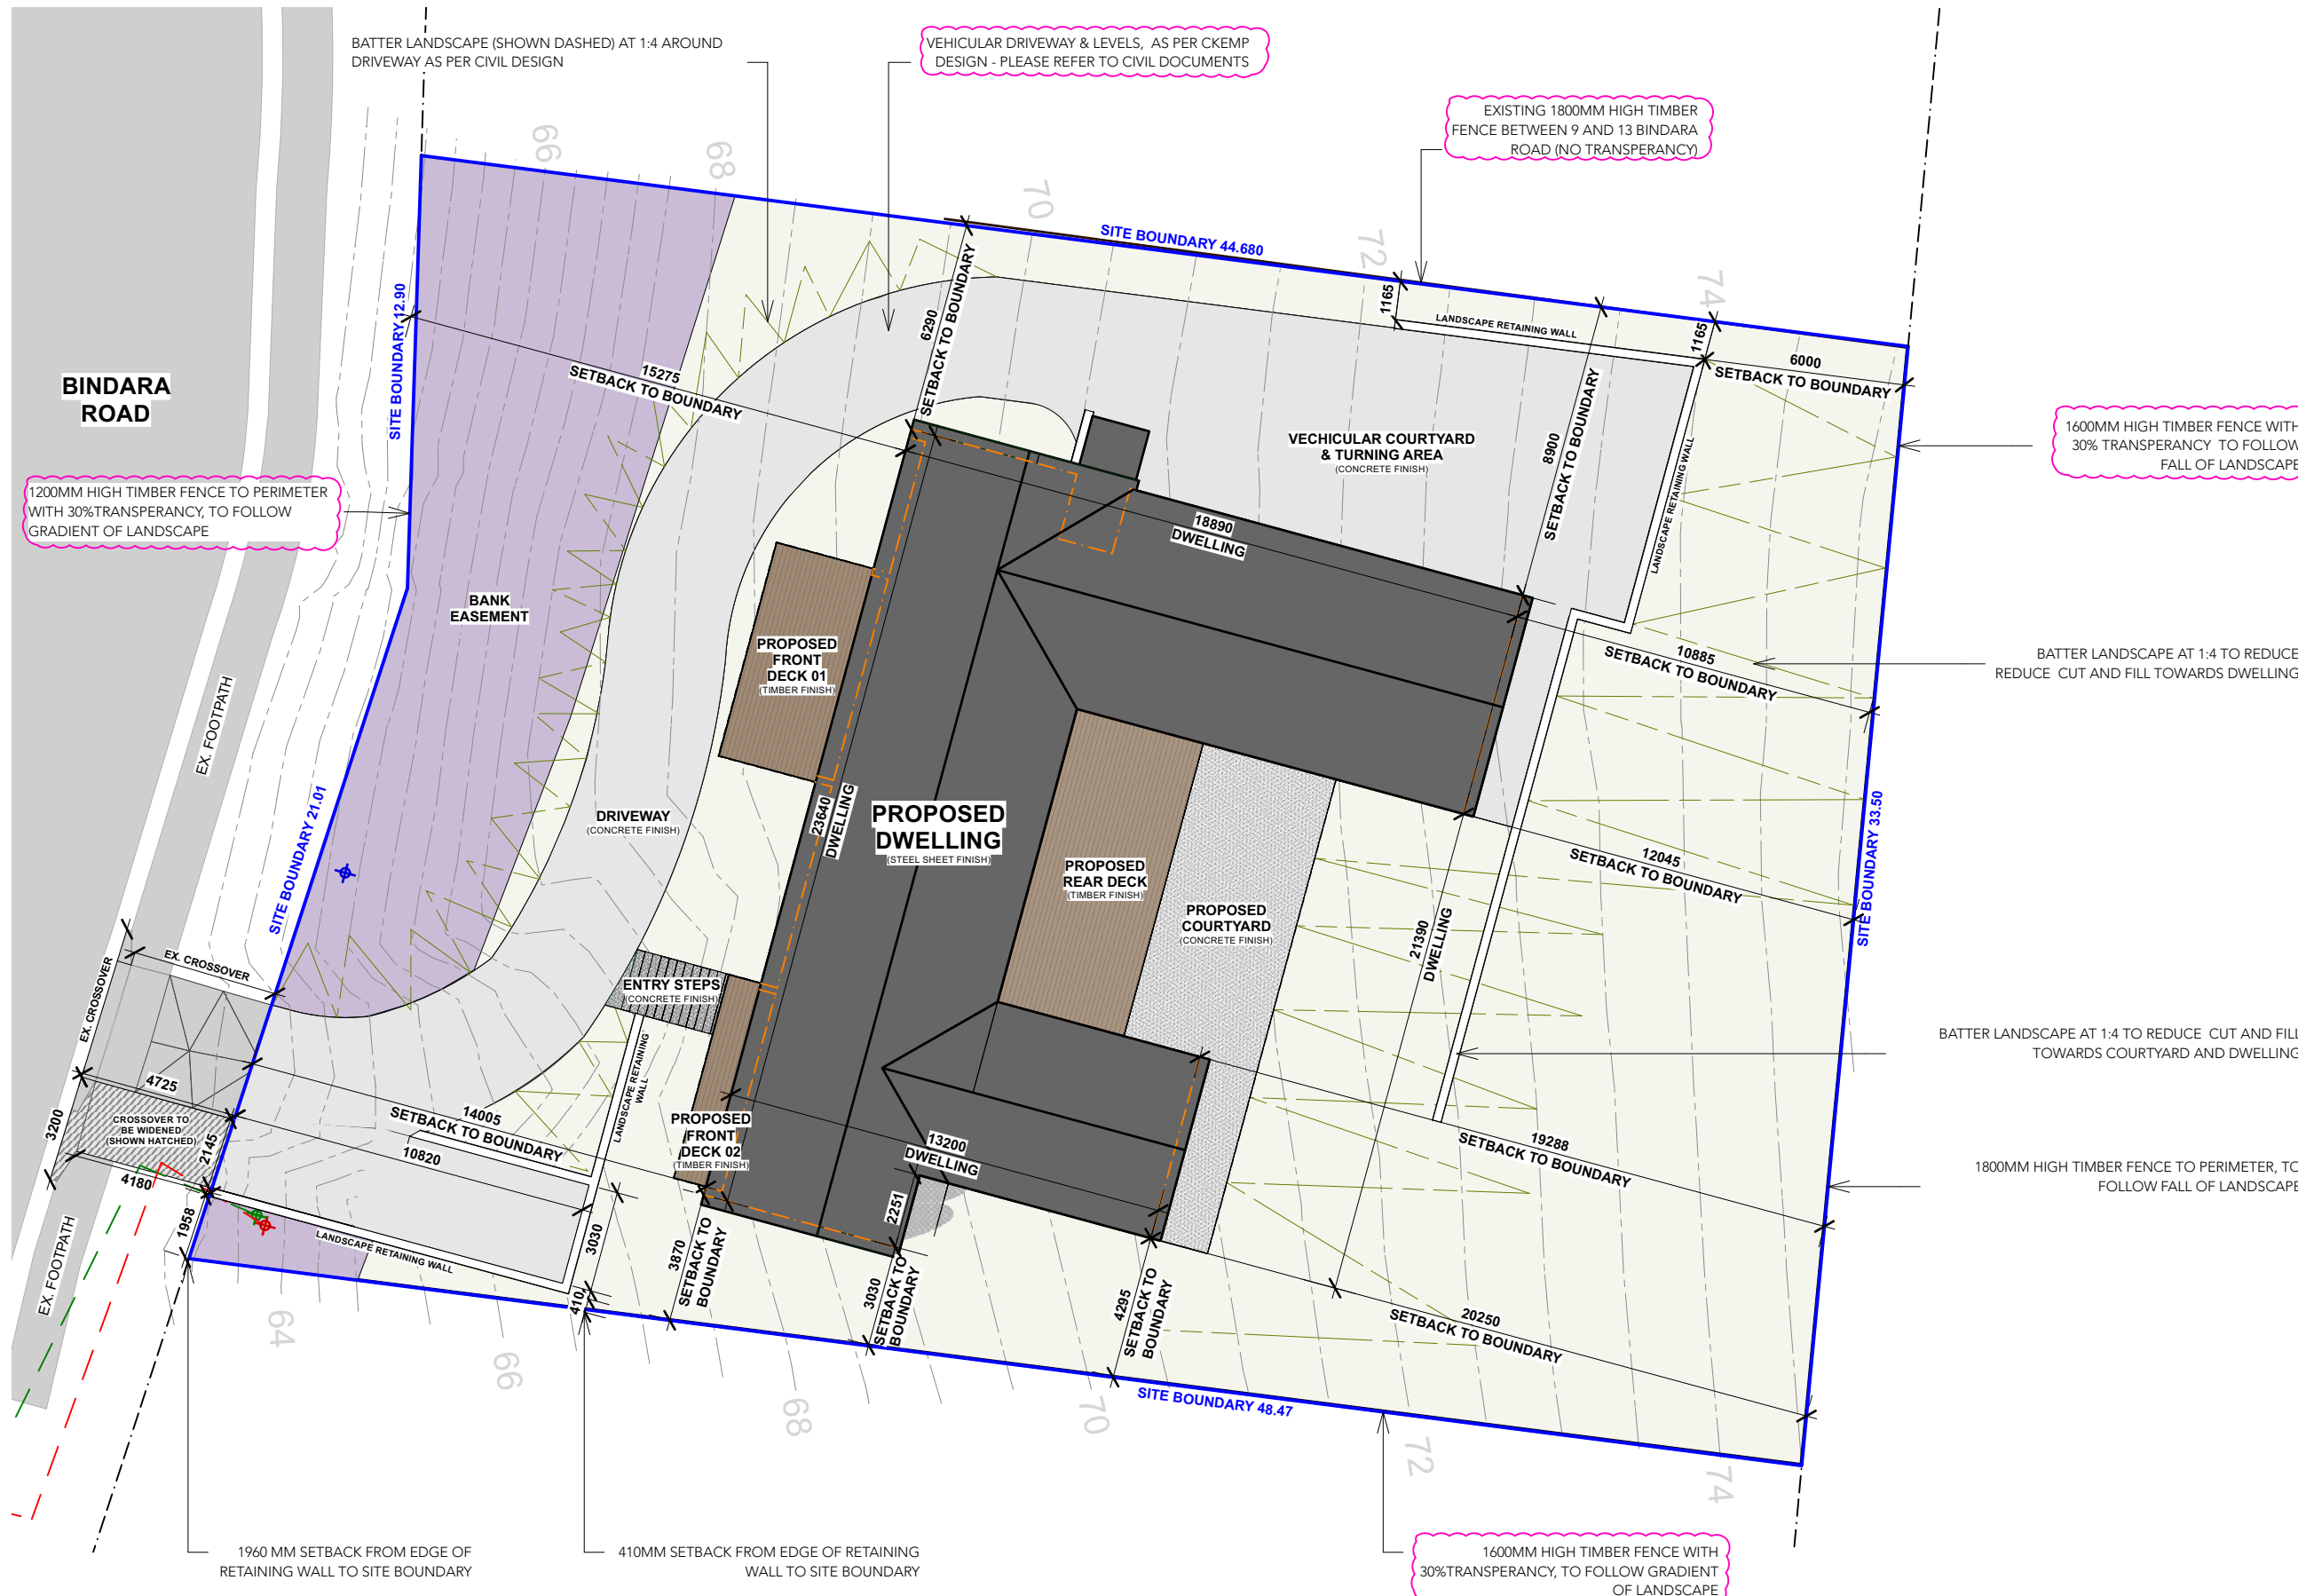 BATTER LANDSCAPE (SHOWN DASHED) AT 1:4 AROUND
DRIVEWAY AS PER CIVIL DESIGN
VEHICULAR DRIVEWAY & LEVELS, AS PER CKEMP
DESIGN - PLEASE REFER TO CIVIL DOCUMENTS
EXISTING 1800MM HIGH TIMBER
FENCE BETWEEN 9 AND 13 BINDARA
ROAD (NO TRANSPERANCY)
66
68
70
72
74
SITE BOUNDARY 44.680
SITE BOUNDARY 12.90
BINDARA
ROAD
15275
SETBACK TO BOUNDARY
6290
SETBACK TO BOUNDARY
1165
LANDSCAPE RETAINING WALL
1165
6000
SETBACK TO BOUNDARY
8900
SETBACK TO BOUNDARY
VECHICULAR COURTYARD
& TURNING AREA
(CONCRETE FINISH)
LANDSCAPE RETAINING WALL
1600MM HIGH TIMBER FENCE WITH
30% TRANSPERANCY TO FOLLOW
FALL OF LANDSCAPE
1200MM HIGH TIMBER FENCE TO PERIMETER
WITH 30%TRANSPERANCY, TO FOLLOW
GRADIENT OF LANDSCAPE
18890
DWELLING
BANK
EASEMENT
PROPOSED
FRONT
DECK 01
(TIMBER FINISH)
10885
SETBACK TO BOUNDARY
BATTER LANDSCAPE AT 1:4 TO REDUCE
REDUCE CUT AND FILL TOWARDS DWELLING
EX. FOOTPATH
SITE BOUNDARY 21.01
DRIVEWAY
(CONCRETE FINISH)
23640
DWELLING
PROPOSED
DWELLING
(STEEL SHEET FINISH)
PROPOSED
REAR DECK
(TIMBER FINISH)
PROPOSED
COURTYARD
(CONCRETE FINISH)
12045
SETBACK TO BOUNDARY
SITE BOUNDARY 33.50
21390
DWELLING
EX. CROSSOVER
EX. CROSSOVER
ENTRY STEPS
(CONCRETE FINISH)
LANDSCAPE RETAINING
WALL
BATTER LANDSCAPE AT 1:4 TO REDUCE CUT AND FILL
TOWARDS COURTYARD AND DWELLING
4725
3200
CROSSOVER TO
BE WIDENED
(SHOWN HATCHED)
2145
4180
14005
SETBACK TO BOUNDARY
10820
PROPOSED
FRONT
DECK 02
(TIMBER FINISH)
13200
DWELLING
19288
SETBACK TO BOUNDARY
1800MM HIGH TIMBER FENCE TO PERIMETER, TO
FOLLOW FALL OF LANDSCAPE
1958
LANDSCAPE RETAINING WALL
3030
410
2251
3870
SETBACK TO
BOUNDARY
3030
SETBACK TO
BOUNDARY
4295
SETBACK TO
BOUNDARY
20250
SETBACK TO BOUNDARY
EX. FOOTPATH
64
66
68
70
72
74
SITE BOUNDARY 48.47
1960 MM SETBACK FROM EDGE OF
RETAINING WALL TO SITE BOUNDARY
410MM SETBACK FROM EDGE OF RETAINING
WALL TO SITE BOUNDARY
1600MM HIGH TIMBER FENCE WITH
30%TRANSPERANCY, TO FOLLOW GRADIENT
OF LANDSCAPE